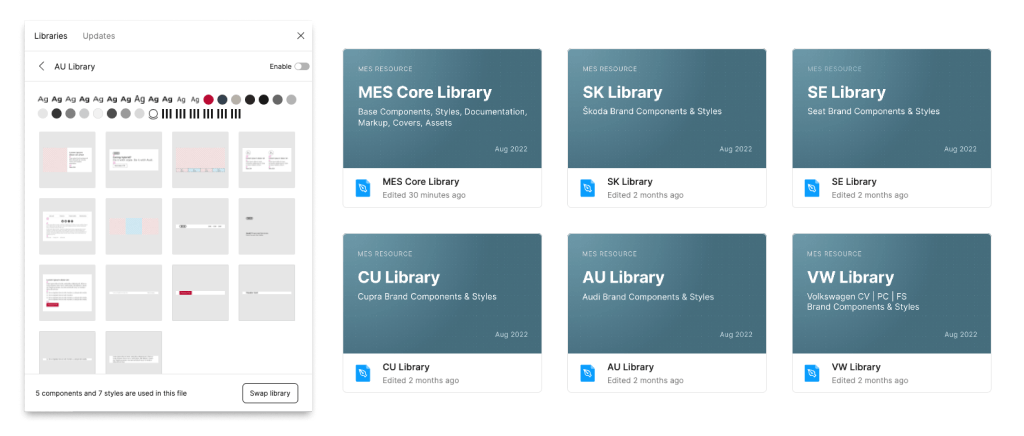 Libraries Updates
AU Library Enable
Ag Ag Ag Ag Ag Ag Ag Ag Ag Ag Ag Ag
5 components and 7 styles are used in this file
Swap library
MES RESOURCE
MES Core Library
Base Components, Styles, Documentation,
Markup, Covers, Assets
Aug 2022
MES Core Library
Edited 30 minutes ago
MES RESOURCE
SK Library
Škoda Brand Components & Styles
Aug 2022
SK Library
Edited 2 months ago
MES RESOURCE
SE Library
Seat Brand Components & Styles
Aug 2022
SE Library
Edited 2 months ago
MES RESOURCE
CU Library
Cupra Brand Components & Styles
Aug 2022
CU Library
Edited 2 months ago
MES RESOURCE
AU Library
Audi Brand Components & Styles
Aug 2022
AU Library
Edited 2 months ago
MES RESOURCE
VW Library
Volkswagen CV | PC | FS
Brand Components & Styles
Aug 2022
VW Library
Edited 2 months ago